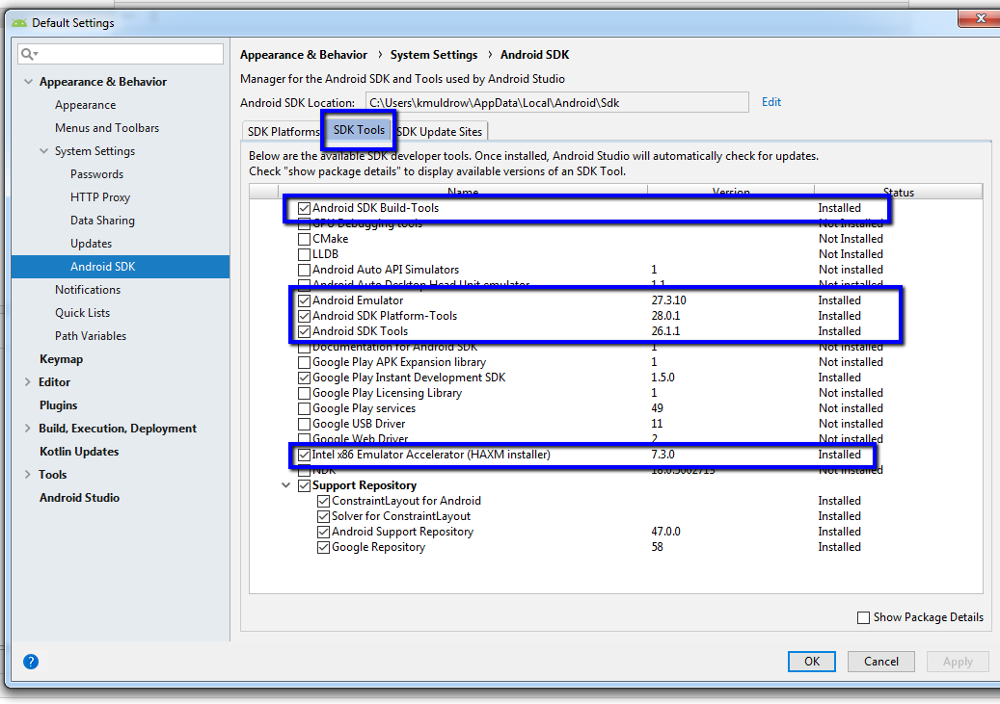 Default Settings
Appearance & Behavior › System Settings › Android SDK
Manager for the Android SDK and Tools used by Android Studio
Android SDK Location: C:\Users\kmuldrow\AppData\Local\Android\Sdk Edit
SDK Platforms SDK Tools SDK Update Sites
Below are the available SDK developer tools. Once installed, Android Studio will automatically check for updates.
Check "show package details" to display available versions of an SDK Tool.
Appearance & Behavior
Appearance
Menus and Toolbars
System Settings
Passwords
HTTP Proxy
Data Sharing
Updates
Android SDK
Notifications
Quick Lists
Path Variables
Keymap
Editor
Plugins
Build, Execution, Deployment
Kotlin Updates
Tools
Android Studio
Name Version Status
Android SDK Build-Tools Installed
GPU Debugging tools Not Installed
CMake Not Installed
LLDB Not Installed
Android Auto API Simulators 1 Not installed
Android Auto Desktop Head Unit emulator 1.1 Not installed
Android Emulator 27.3.10 Installed
Android SDK Platform-Tools 28.0.1 Installed
Android SDK Tools 26.1.1 Installed
Documentation for Android SDK 1 Not installed
Google Play APK Expansion library 1 Not installed
Google Play Instant Development SDK 1.5.0 Installed
Google Play Licensing Library 1 Not installed
Google Play services 49 Not installed
Google USB Driver 11 Not installed
Google Web Driver 2 Not installed
Intel x86 Emulator Accelerator (HAXM installer) 7.3.0 Installed
NDK 18.0.5002713 Not installed
Support Repository
ConstraintLayout for Android Installed
Solver for ConstraintLayout Installed
Android Support Repository 47.0.0 Installed
Google Repository 58 Installed
Show Package Details
? OK Cancel Apply